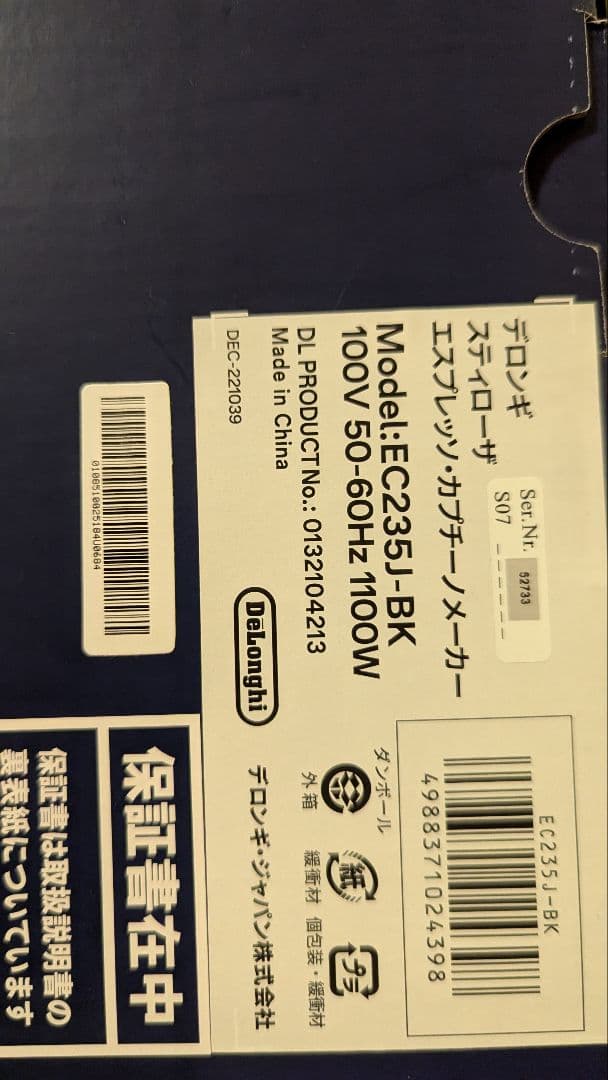 デロンギ
スティローザ
エスプレッソ・カプチーノメーカー
Ser.Nr.
52733
S07
Model:EC235J-BK
100V 50-60Hz 1100W
DL PRODUCT No.: 0132104213
Made in China
DEC-221039
DēLonghi
EC235J-BK
4988371024398
ダンボール
紙
プラ
外箱
緩衝材
個包装・緩衝材
デロンギ・ジャパン株式会社
保証書在中
保証書は取扱説明書の
裏表紙についています